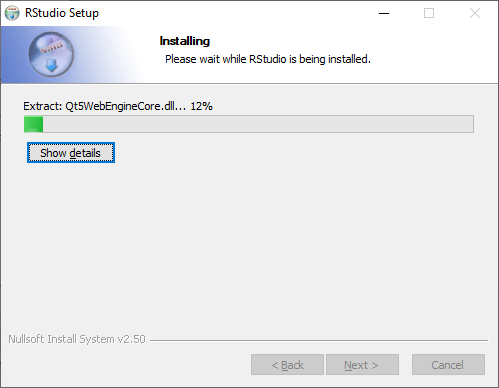 RStudio Setup
Installing
Please wait while RStudio is being installed.
Extract: Qt5WebEngineCore.dll... 12%
Show details
Nullsoft Install System v2.50
< Back Next > Cancel